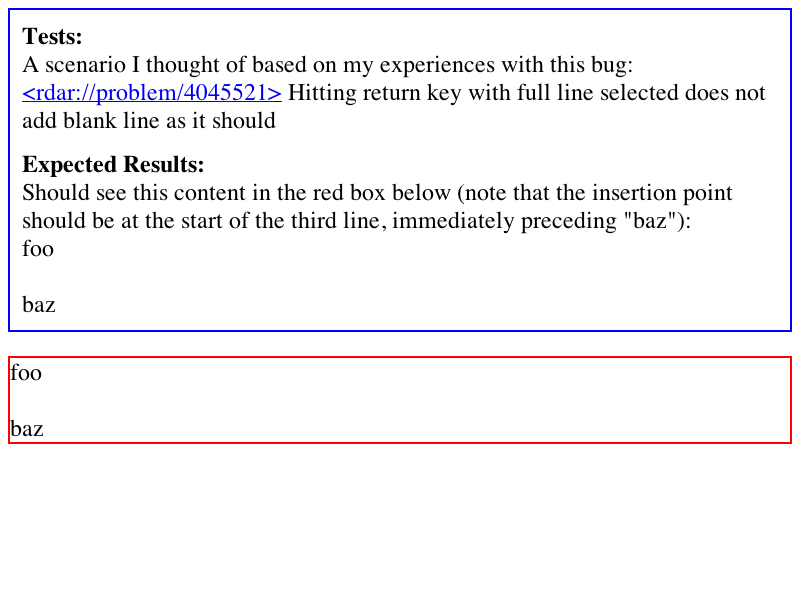 Tests:
A scenario I thought of based on my experiences with this bug:
<rdar://problem/4045521> Hitting return key with full line selected does not
add blank line as it should
Expected Results:
Should see this content in the red box below (note that the insertion point
should be at the start of the third line, immediately preceding "baz"):
foo
baz
foo
baz